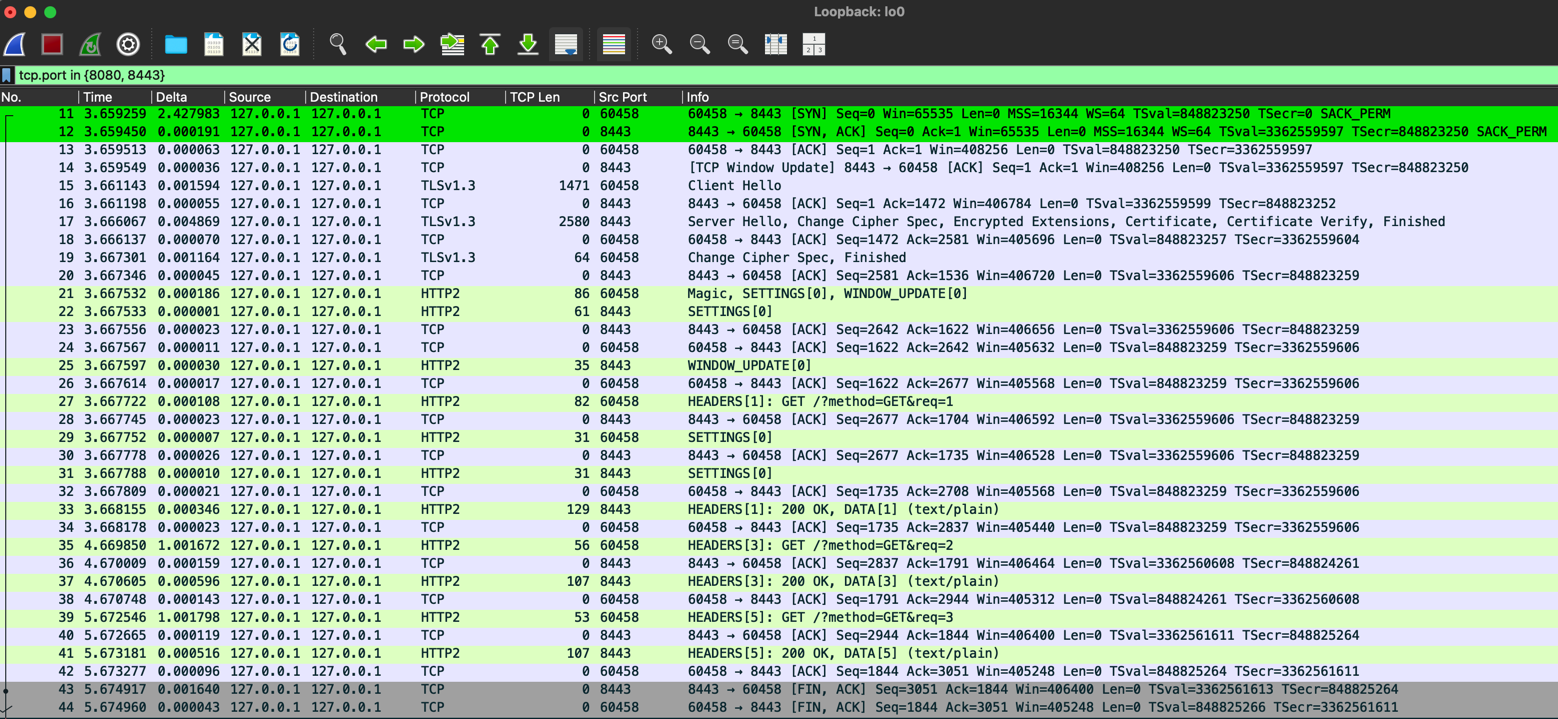 Loopback: lo0
tcp.port in {8080, 8443}
No. Time Delta Source Destination Protocol TCP Len Src Port Info
11 3.659259 2.427983 127.0.0.1 127.0.0.1 TCP 0 60458 60458 → 8443 [SYN] Seq=0 Win=65535 Len=0 MSS=16344 WS=64 TSval=848823250 TSecr=0 SACK_PERM
12 3.659450 0.000191 127.0.0.1 127.0.0.1 TCP 0 8443 8443 → 60458 [SYN, ACK] Seq=0 Ack=1 Win=65535 Len=0 MSS=16344 WS=64 TSval=3362559597 TSecr=848823250 SACK_PERM
13 3.659513 0.000063 127.0.0.1 127.0.0.1 TCP 0 60458 60458 → 8443 [ACK] Seq=1 Ack=1 Win=408256 Len=0 TSval=848823250 TSecr=3362559597
14 3.659549 0.000036 127.0.0.1 127.0.0.1 TCP 0 8443 [TCP Window Update] 8443 → 60458 [ACK] Seq=1 Ack=1 Win=408256 Len=0 TSval=3362559597 TSecr=848823250
15 3.661143 0.001594 127.0.0.1 127.0.0.1 TLSv1.3 1471 60458 Client Hello
16 3.661198 0.000055 127.0.0.1 127.0.0.1 TCP 0 8443 8443 → 60458 [ACK] Seq=1 Ack=1472 Win=406784 Len=0 TSval=3362559599 TSecr=848823252
17 3.666067 0.004869 127.0.0.1 127.0.0.1 TLSv1.3 2580 8443 Server Hello, Change Cipher Spec, Encrypted Extensions, Certificate, Certificate Verify, Finished
18 3.666137 0.000070 127.0.0.1 127.0.0.1 TCP 0 60458 60458 → 8443 [ACK] Seq=1472 Ack=2581 Win=405696 Len=0 TSval=848823257 TSecr=3362559604
19 3.667301 0.001164 127.0.0.1 127.0.0.1 TLSv1.3 64 60458 Change Cipher Spec, Finished
20 3.667346 0.000045 127.0.0.1 127.0.0.1 TCP 0 8443 8443 → 60458 [ACK] Seq=2581 Ack=1536 Win=406720 Len=0 TSval=3362559606 TSecr=848823259
21 3.667532 0.000186 127.0.0.1 127.0.0.1 HTTP2 86 60458 Magic, SETTINGS[0], WINDOW_UPDATE[0]
22 3.667533 0.000001 127.0.0.1 127.0.0.1 HTTP2 61 8443 SETTINGS[0]
23 3.667556 0.000023 127.0.0.1 127.0.0.1 TCP 0 8443 8443 → 60458 [ACK] Seq=2642 Ack=1622 Win=406656 Len=0 TSval=3362559606 TSecr=848823259
24 3.667567 0.000011 127.0.0.1 127.0.0.1 TCP 0 60458 60458 → 8443 [ACK] Seq=1622 Ack=2642 Win=405632 Len=0 TSval=848823259 TSecr=3362559606
25 3.667597 0.000030 127.0.0.1 127.0.0.1 HTTP2 35 8443 WINDOW_UPDATE[0]
26 3.667614 0.000017 127.0.0.1 127.0.0.1 TCP 0 60458 60458 → 8443 [ACK] Seq=1622 Ack=2677 Win=405568 Len=0 TSval=848823259 TSecr=3362559606
27 3.667722 0.000108 127.0.0.1 127.0.0.1 HTTP2 82 60458 HEADERS[1]: GET /?method=GET&req=1
28 3.667745 0.000023 127.0.0.1 127.0.0.1 TCP 0 8443 8443 → 60458 [ACK] Seq=2677 Ack=1704 Win=406592 Len=0 TSval=3362559606 TSecr=848823259
29 3.667752 0.000007 127.0.0.1 127.0.0.1 HTTP2 31 60458 SETTINGS[0]
30 3.667778 0.000026 127.0.0.1 127.0.0.1 TCP 0 8443 8443 → 60458 [ACK] Seq=2677 Ack=1735 Win=406528 Len=0 TSval=3362559606 TSecr=848823259
31 3.667788 0.000010 127.0.0.1 127.0.0.1 HTTP2 31 8443 SETTINGS[0]
32 3.667809 0.000021 127.0.0.1 127.0.0.1 TCP 0 60458 60458 → 8443 [ACK] Seq=1735 Ack=2708 Win=405568 Len=0 TSval=848823259 TSecr=3362559606
33 3.668155 0.000346 127.0.0.1 127.0.0.1 HTTP2 129 8443 HEADERS[1]: 200 OK, DATA[1] (text/plain)
34 3.668178 0.000023 127.0.0.1 127.0.0.1 TCP 0 60458 60458 → 8443 [ACK] Seq=1735 Ack=2837 Win=405440 Len=0 TSval=848823259 TSecr=3362559606
35 4.669850 1.001672 127.0.0.1 127.0.0.1 HTTP2 56 60458 HEADERS[3]: GET /?method=GET&req=2
36 4.670009 0.000159 127.0.0.1 127.0.0.1 TCP 0 8443 8443 → 60458 [ACK] Seq=2837 Ack=1791 Win=406464 Len=0 TSval=3362560608 TSecr=848824261
37 4.670605 0.000596 127.0.0.1 127.0.0.1 HTTP2 107 8443 HEADERS[3]: 200 OK, DATA[3] (text/plain)
38 4.670748 0.000143 127.0.0.1 127.0.0.1 TCP 0 60458 60458 → 8443 [ACK] Seq=1791 Ack=2944 Win=405312 Len=0 TSval=848824261 TSecr=3362560608
39 5.672546 1.001798 127.0.0.1 127.0.0.1 HTTP2 53 60458 HEADERS[5]: GET /?method=GET&req=3
40 5.672665 0.000119 127.0.0.1 127.0.0.1 TCP 0 8443 8443 → 60458 [ACK] Seq=2944 Ack=1844 Win=406400 Len=0 TSval=3362561611 TSecr=848825264
41 5.673181 0.000516 127.0.0.1 127.0.0.1 HTTP2 107 8443 HEADERS[5]: 200 OK, DATA[5] (text/plain)
42 5.673277 0.000096 127.0.0.1 127.0.0.1 TCP 0 60458 60458 → 8443 [ACK] Seq=1844 Ack=3051 Win=405248 Len=0 TSval=848825264 TSecr=3362561611
43 5.674917 0.001640 127.0.0.1 127.0.0.1 TCP 0 8443 8443 → 60458 [FIN, ACK] Seq=3051 Ack=1844 Win=406400 Len=0 TSval=3362561613 TSecr=848825264
44 5.674960 0.000043 127.0.0.1 127.0.0.1 TCP 0 60458 60458 → 8443 [FIN, ACK] Seq=1844 Ack=3051 Win=405248 Len=0 TSval=848825266 TSecr=3362561611